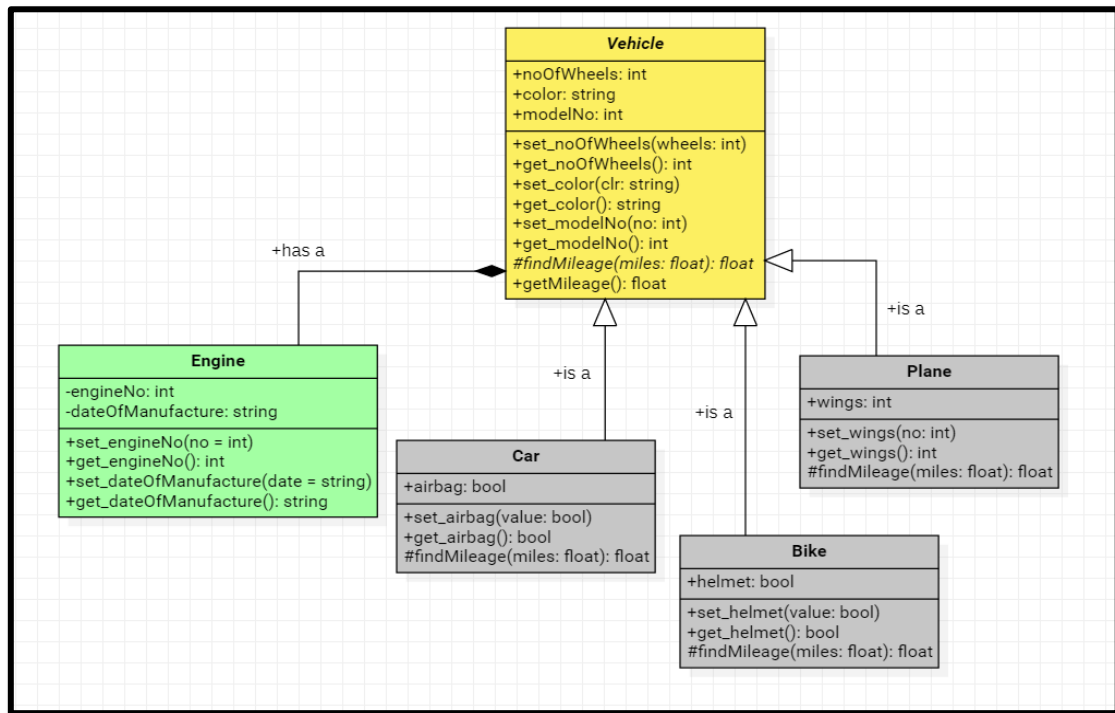 Vehicle
+noOfWheels: int
+color: string
+modelNo: int
+set_noOfWheels(wheels: int)
+get_noOfWheels(): int
+set_color(clr: string)
+get_color(): string
+set_modelNo(no: int)
+get_modelNo(): int
#findMileage(miles: float): float
+getMileage(): float
+has a
+is a
+is a
+is a
Engine
-engineNo: int
-dateOfManufacture: string
+set_engineNo(no = int)
+get_engineNo(): int
+set_dateOfManufacture(date = string)
+get_dateOfManufacture(): string
Car
+airbag: bool
+set_airbag(value: bool)
+get_airbag(): bool
#findMileage(miles: float): float
Bike
+helmet: bool
+set_helmet(value: bool)
+get_helmet(): bool
#findMileage(miles: float): float
Plane
+wings: int
+set_wings(no: int)
+get_wings(): int
#findMileage(miles: float): float